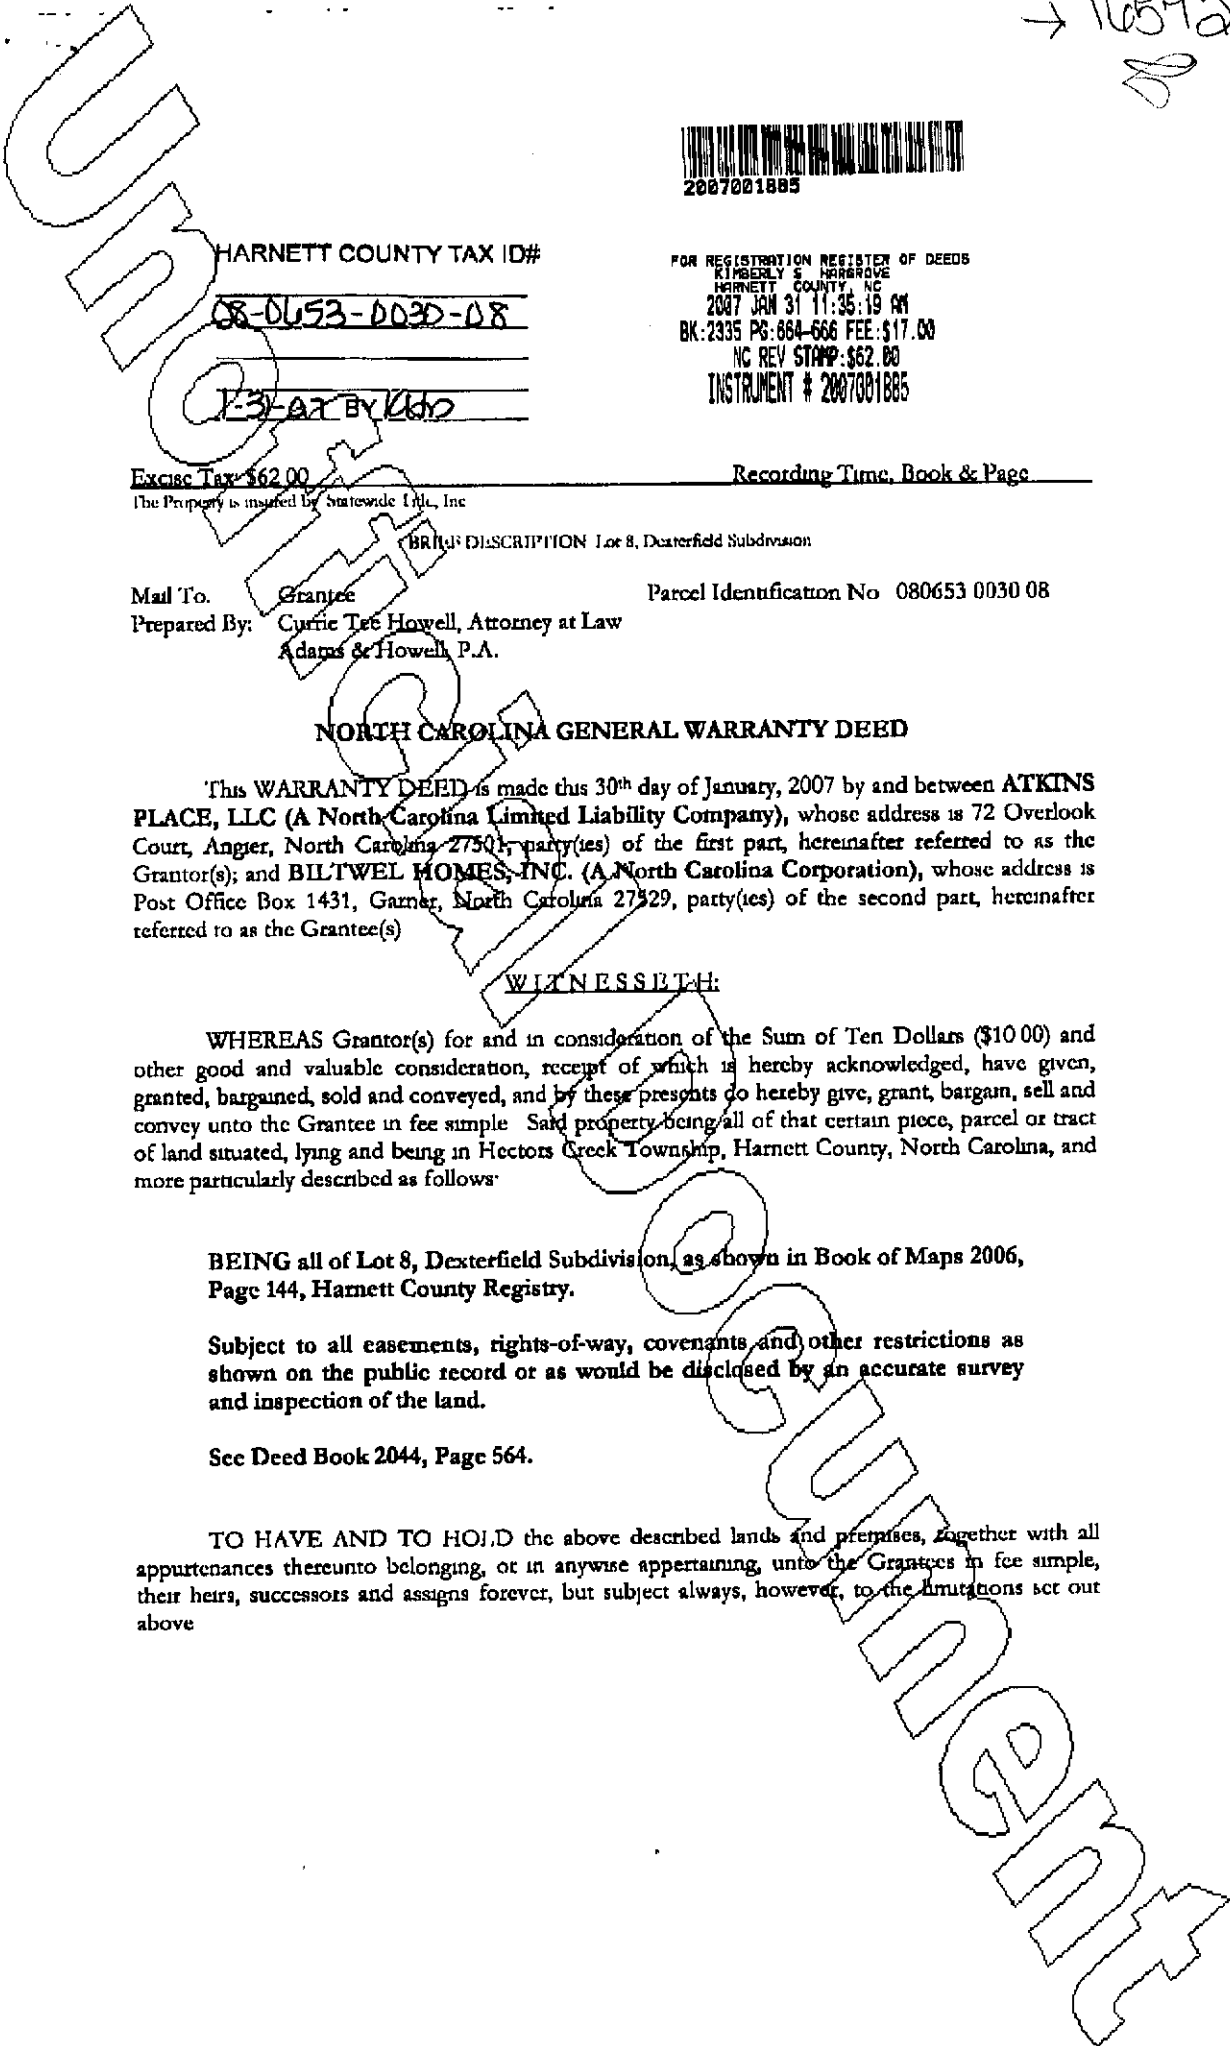 → 16572
2007001885
HARNETT COUNTY TAX ID#
08-0653-0030-08
1-31-07 BY
FOR REGISTRATION REGISTER OF DEEDS
KIMBERLY S HARGROVE
HARNETT COUNTY, NC
2007 JAN 31 11:35:19 AM
BK:2335 PG:664-666 FEE:$17.00
NC REV STAMP:$62.00
INSTRUMENT # 2007001885
Excise Tax $62 00 Recording Time, Book & Page
The Property is insured by Statewide Title, Inc
BRIEF DESCRIPTION Lot 8, Dexterfield Subdivision
Mail To. Grantee Parcel Identification No 080653 0030 08
Prepared By: Currie Tee Howell, Attorney at Law
Adams & Howell, P.A.
NORTH CAROLINA GENERAL WARRANTY DEED
This WARRANTY DEED is made this 30th day of January, 2007 by and between ATKINS
PLACE, LLC (A North Carolina Limited Liability Company), whose address is 72 Overlook
Court, Angier, North Carolina 27501, party(ies) of the first part, hereinafter referred to as the
Grantor(s); and BILTWEL HOMES, INC. (A North Carolina Corporation), whose address is
Post Office Box 1431, Garner, North Carolina 27529, party(ies) of the second part, hereinafter
referred to as the Grantee(s)
WITNESSETH:
WHEREAS Grantor(s) for and in consideration of the Sum of Ten Dollars ($10 00) and
other good and valuable consideration, receipt of which is hereby acknowledged, have given,
granted, bargained, sold and conveyed, and by these presents do hereby give, grant, bargain, sell and
convey unto the Grantee in fee simple Said property being all of that certain piece, parcel or tract
of land situated, lying and being in Hectors Creek Township, Harnett County, North Carolina, and
more particularly described as follows·
BEING all of Lot 8, Dexterfield Subdivision, as shown in Book of Maps 2006,
Page 144, Harnett County Registry.
Subject to all easements, rights-of-way, covenants and other restrictions as
shown on the public record or as would be disclosed by an accurate survey
and inspection of the land.
See Deed Book 2044, Page 564.
TO HAVE AND TO HOLD the above described lands and premises, together with all
appurtenances thereunto belonging, or in anywise appertaining, unto the Grantees in fee simple,
their heirs, successors and assigns forever, but subject always, however, to the limitations set out
above
Unofficial Document